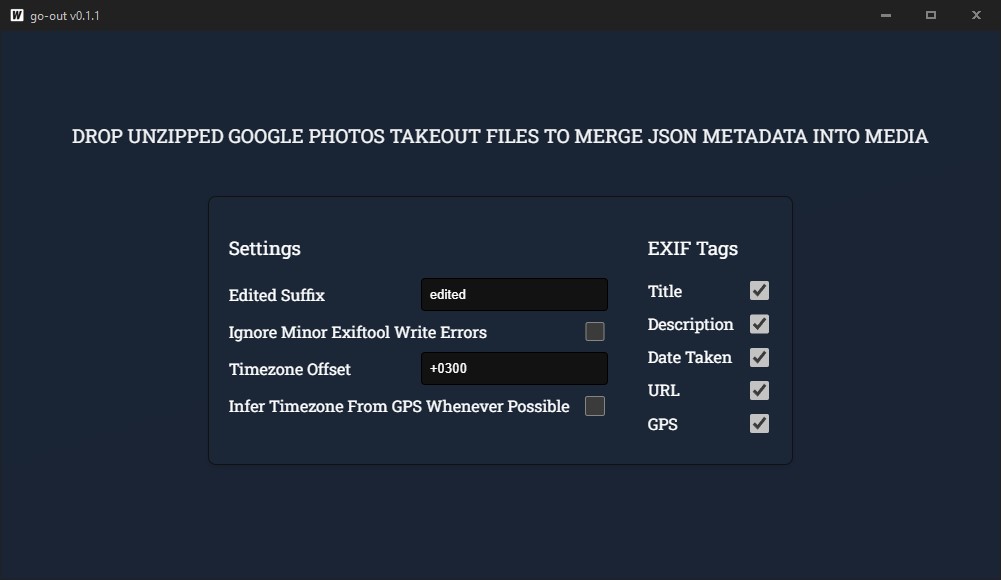 go-out v0.1.1
DROP UNZIPPED GOOGLE PHOTOS TAKEOUT FILES TO MERGE JSON METADATA INTO MEDIA
Settings
Edited Suffix
edited
Ignore Minor Exiftool Write Errors
Timezone Offset
+0300
Infer Timezone From GPS Whenever Possible
EXIF Tags
Title
Description
Date Taken
URL
GPS